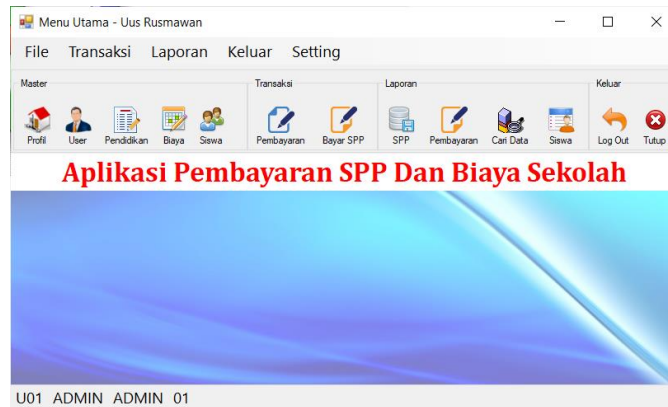 Menu Utama - Uus Rusmawan
File Transaksi Laporan Keluar Setting
Master Transaksi Laporan Keluar
Profil User Pendidikan Biaya Siswa Pembayaran Bayar SPP SPP Pembayaran Cari Data Siswa Log Out Tutup
Aplikasi Pembayaran SPP Dan Biaya Sekolah
U01 ADMIN ADMIN 01